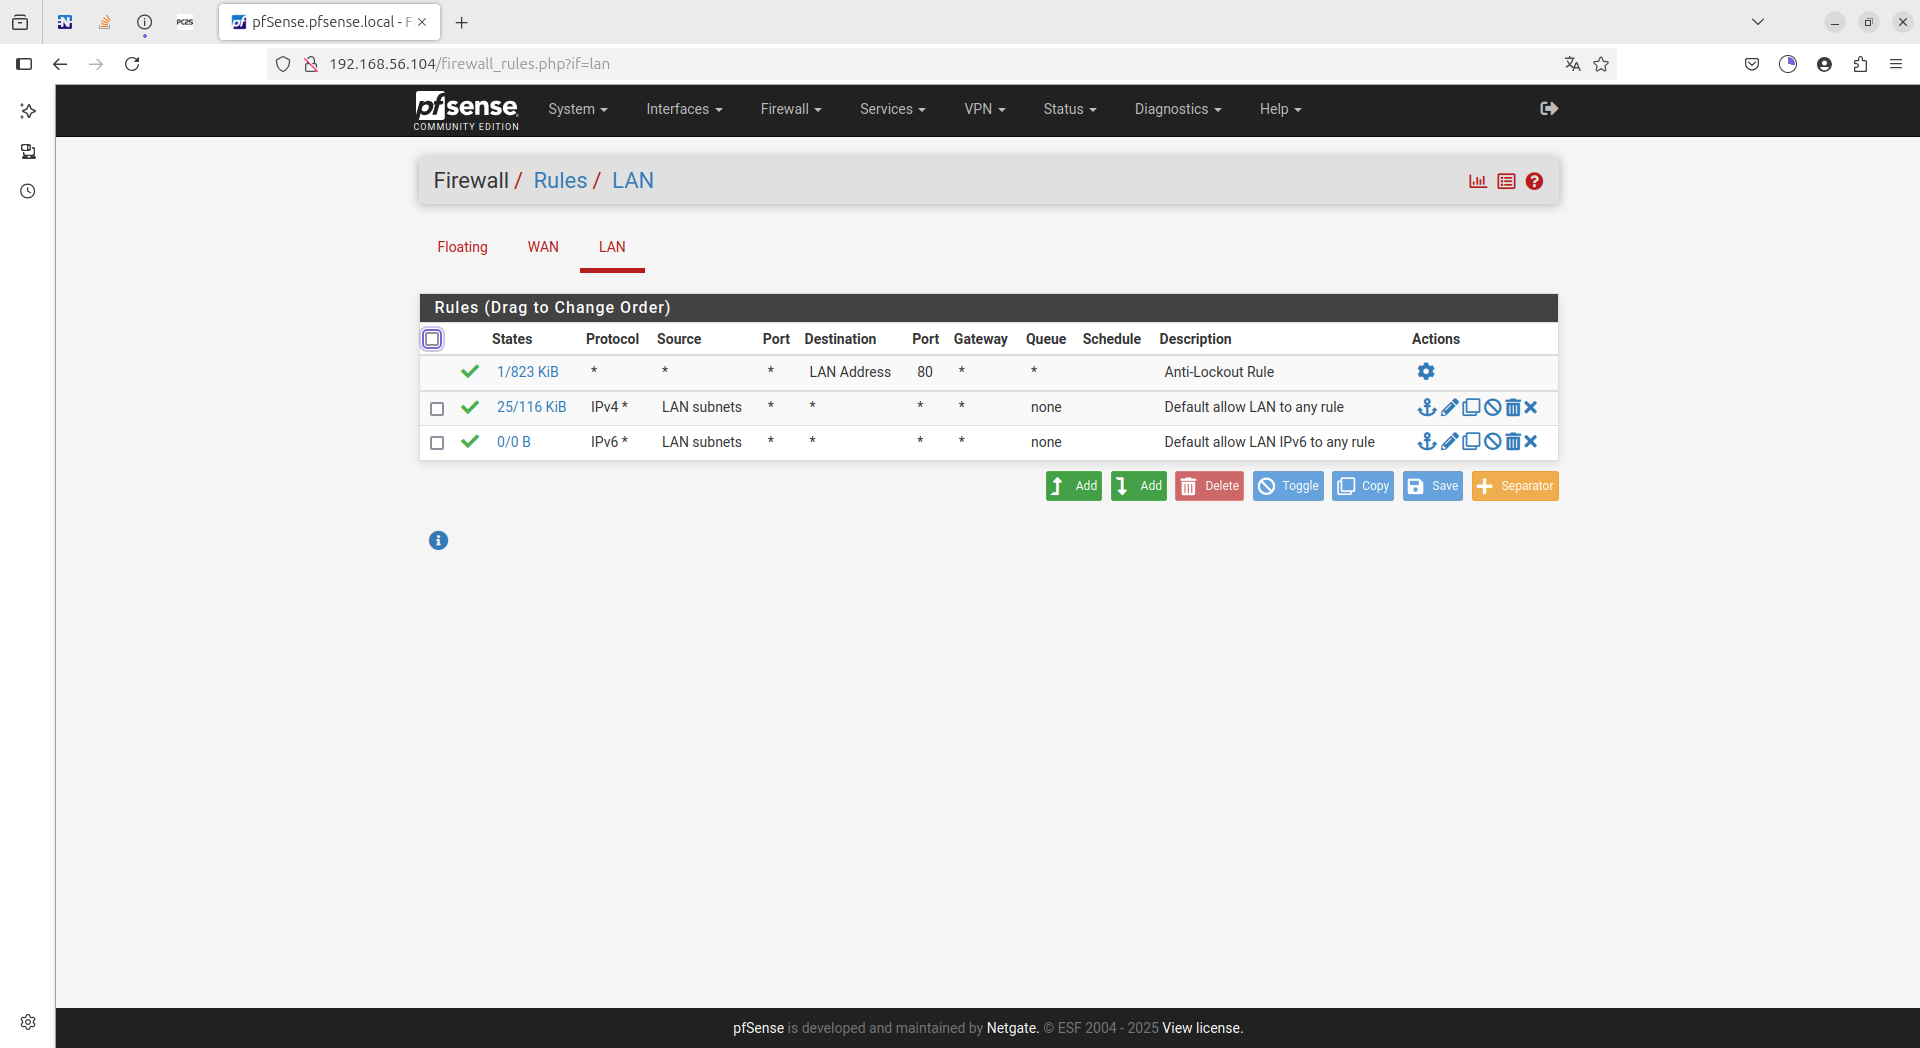 PC2S
pfSense.pfsense.local - F
192.168.56.104/firewall_rules.php?if=lan
pfsense
COMMUNITY EDITION
System
Interfaces
Firewall
Services
VPN
Status
Diagnostics
Help
Firewall / Rules / LAN
Floating
WAN
LAN
Rules (Drag to Change Order)
States Protocol Source Port Destination Port Gateway Queue Schedule Description Actions
1/823 KiB * * * LAN Address 80 * * Anti-Lockout Rule
25/116 KiB IPv4 * LAN subnets * * * * none Default allow LAN to any rule
0/0 B IPv6 * LAN subnets * * * * none Default allow LAN IPv6 to any rule
Add
Add
Delete
Toggle
Copy
Save
Separator
pfSense is developed and maintained by Netgate. © ESF 2004 - 2025 View license.